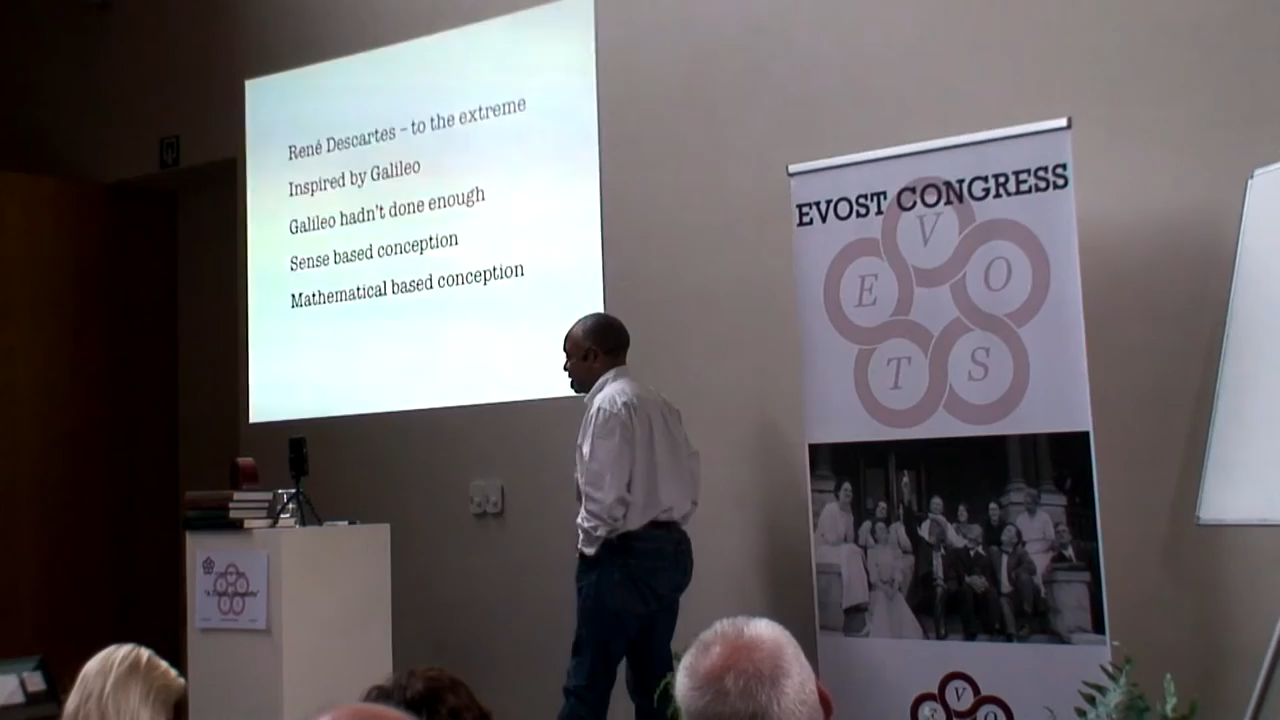 René Descartes – to the extreme
Inspired by Galileo
Galileo hadn't done enough
Sense based conception
Mathematical based conception
EVOST CONGRESS
V
E
O
T
S
V
O